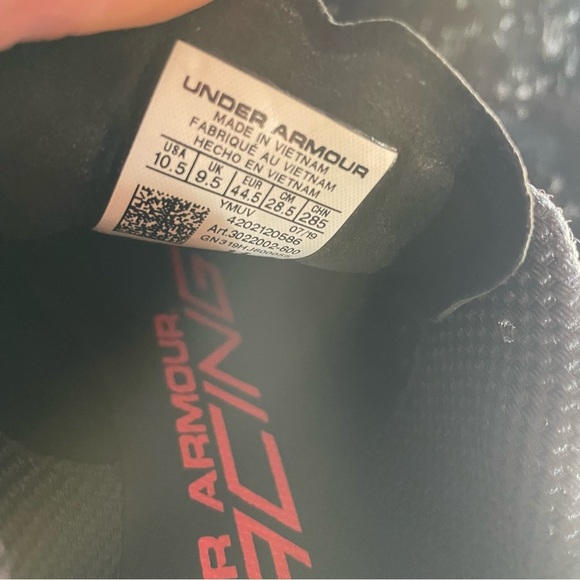 UNDER ARMOUR
MADE IN VIETNAM
FABRIQUÉ AU VIETNAM
HECHO EN VIETNAM
USA UK EUR CM CHN
10.5 9.5 44.5 28.5 285
YMUV 07/19
4202120586
Art.3022002-600
R ARMOUR
ACING